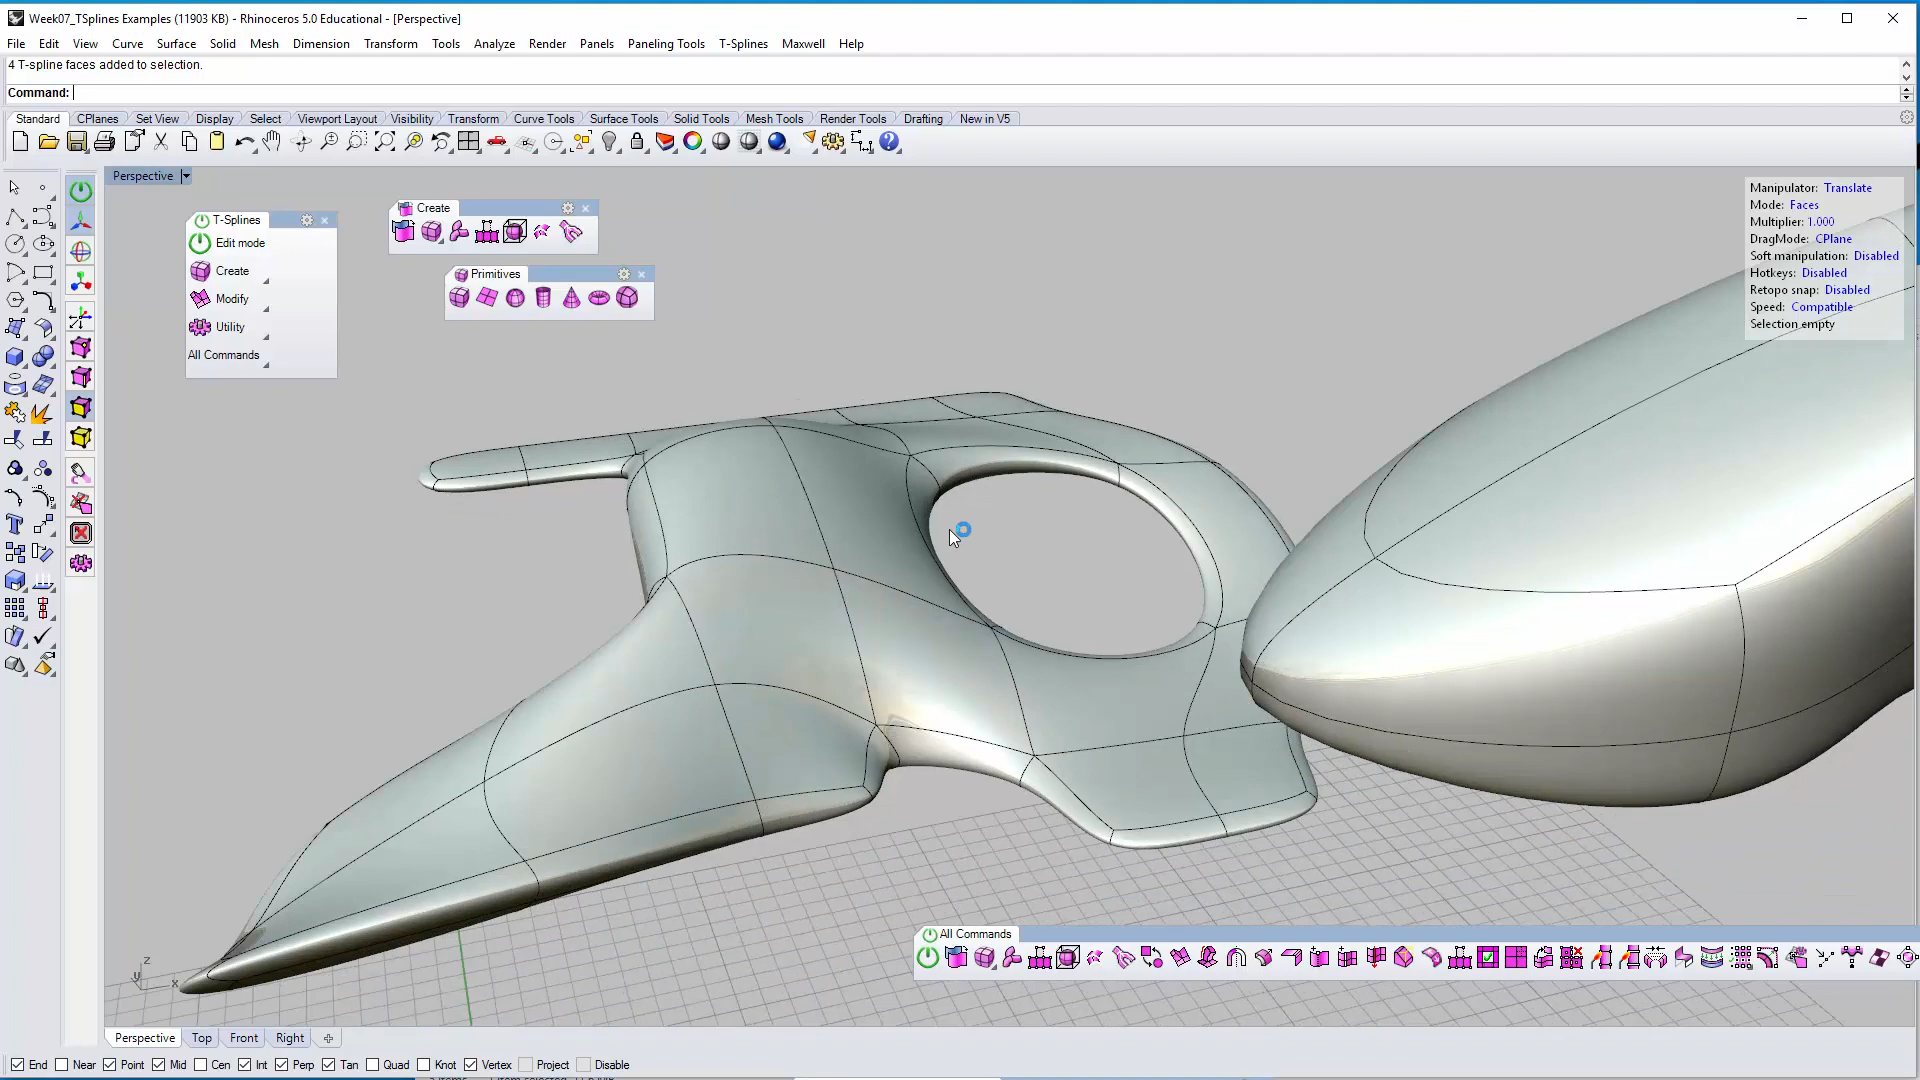 Week07_TSplines Examples (11903 KB) - Rhinoceros 5.0 Educational - [Perspective]
File Edit View Curve Surface Solid Mesh Dimension Transform Tools Analyze Render Panels Paneling Tools T-Splines Maxwell Help
4 T-spline faces added to selection.
Command:
Standard CPlanes Set View Display Select Viewport Layout Visibility Transform Curve Tools Surface Tools Solid Tools Mesh Tools Render Tools Drafting New in V5
Perspective
T-Splines
Edit mode
Create
Modify
Utility
All Commands
Create
Primitives
Manipulator: Translate
Mode: Faces
Multiplier: 1.000
DragMode: CPlane
Soft manipulation: Disabled
Hotkeys: Disabled
Retopo snap: Disabled
Speed: Compatible
Selection empty
All Commands
z
y
x
Perspective Top Front Right
End Near Point Mid Cen Int Perp Tan Quad Knot Vertex Project Disable